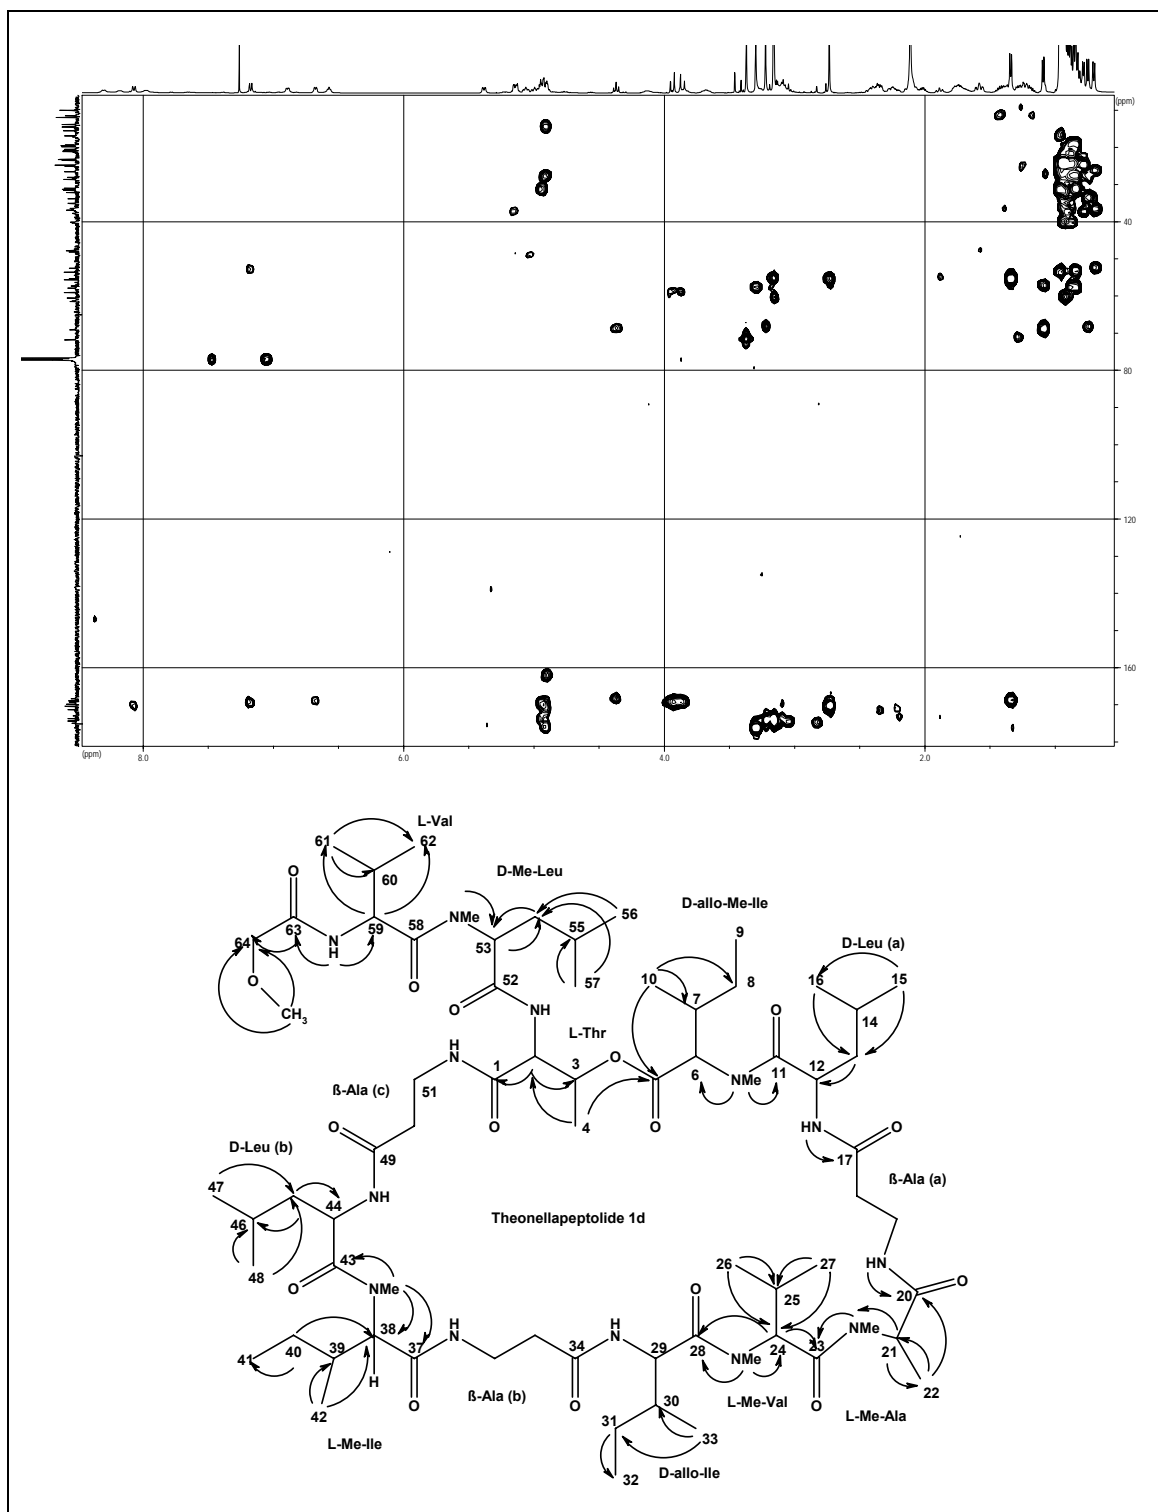 (ppm)
40
80
120
160
(ppm) 8.0 6.0 4.0 2.0
L-Val
61 62
60
O
D-Me-Leu
56
D-allo-Me-Ile
63 59 58 NMe 55
64 N H 53
9
D-Leu (a)
O O 57
10 8
16 15
CH3 52
7
O N H
L-Thr
O 14
H N 1 3 O
11 12
6 NMe
ß-Ala (c) 51
O 4 O
HN O
O
17
D-Leu (b) 49
ß-Ala (a)
47 44 NH
Theonellapeptolide 1d
46
26 27
48 43
N H O
O NMe
O 25
20
41 40 39 38 37 H N 34 H N 29 28 NMe 24 23 NMe 21
H O O 30 O 22
ß-Ala (b)
L-Me-Val
42 31
L-Me-Ala
L-Me-Ile
33
32 D-allo-Ile